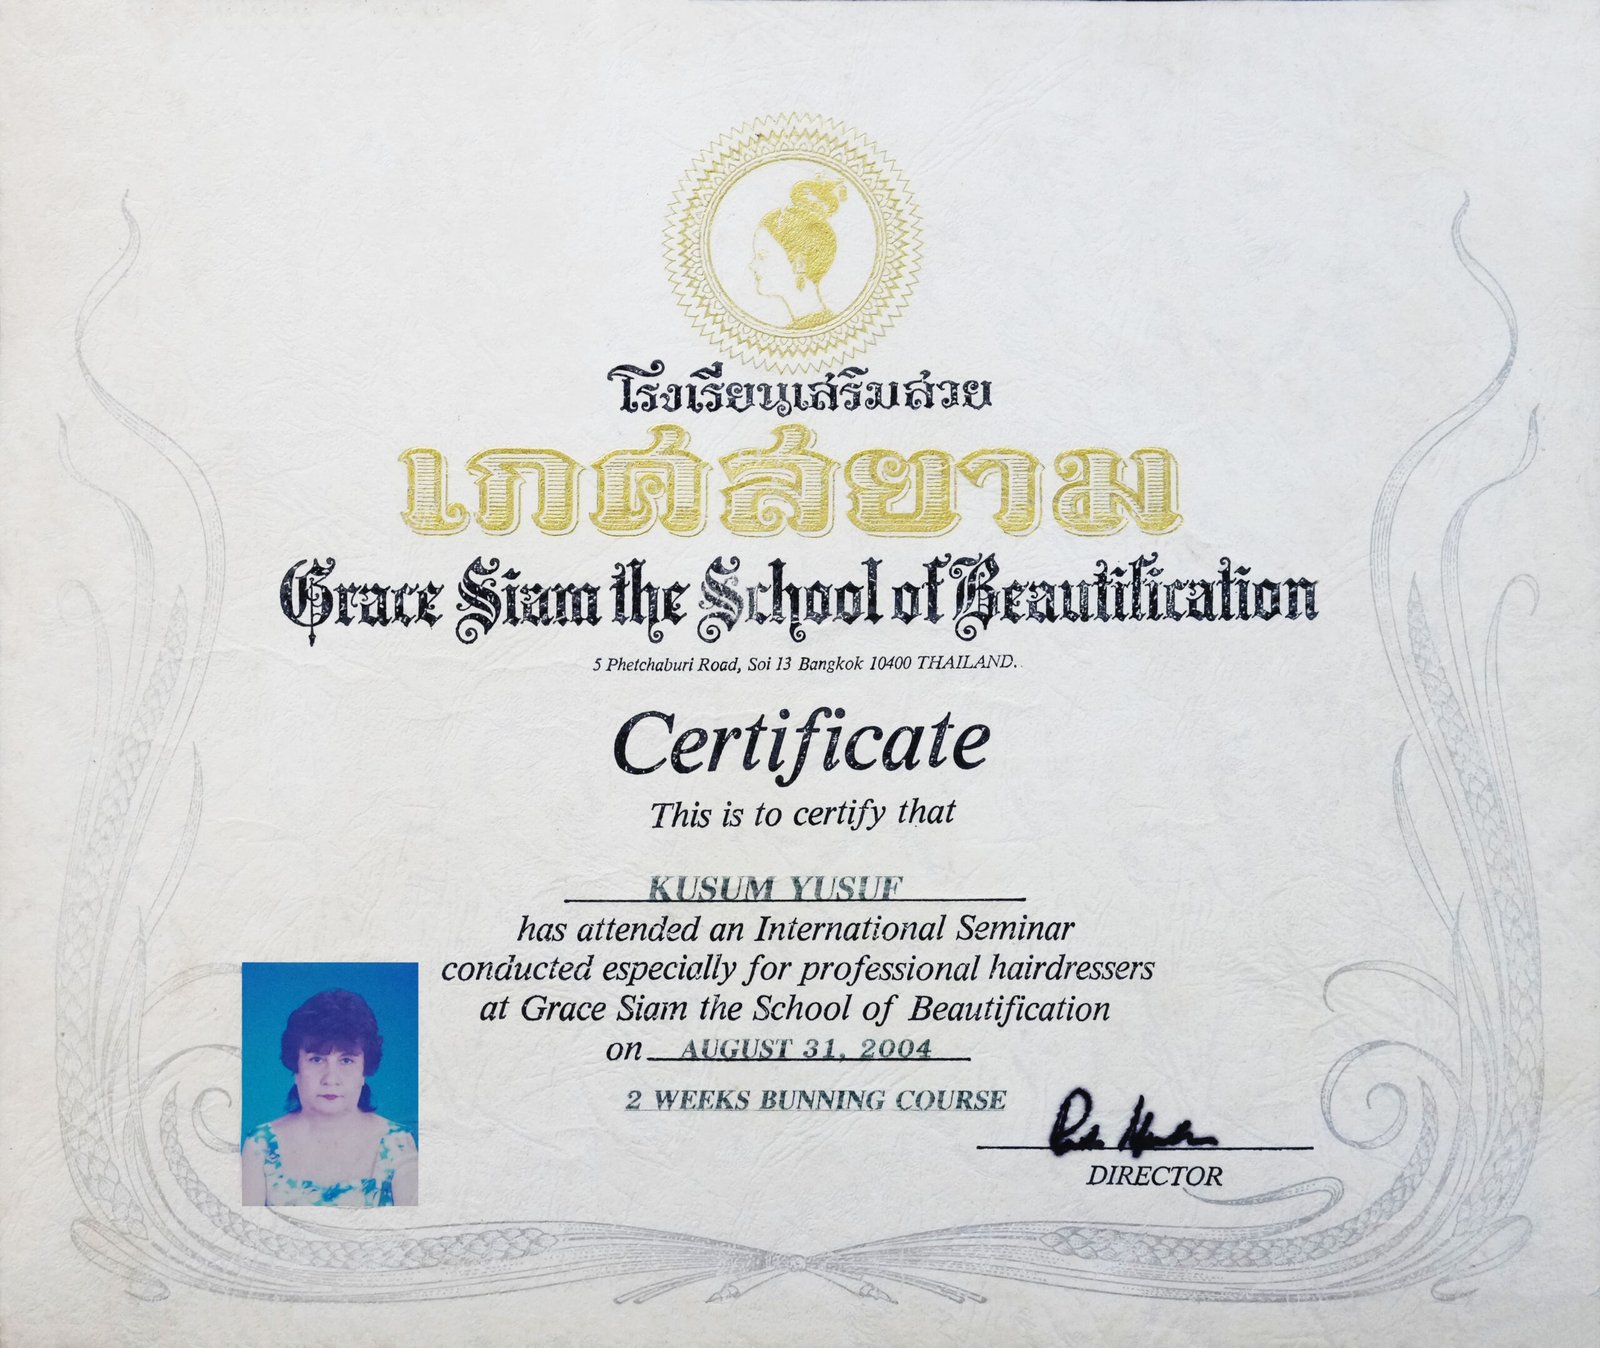 โรงเรียนเสริมสวย
เกศสยาม
Grace Siam the School of Beautification
5 Phetchaburi Road, Soi 13 Bangkok 10400 THAILAND.
Certificate
This is to certify that
KUSUM YUSUF
has attended an International Seminar
conducted especially for professional hairdressers
at Grace Siam the School of Beautification
on AUGUST 31, 2004
2 WEEKS BUNNING COURSE
DIRECTOR